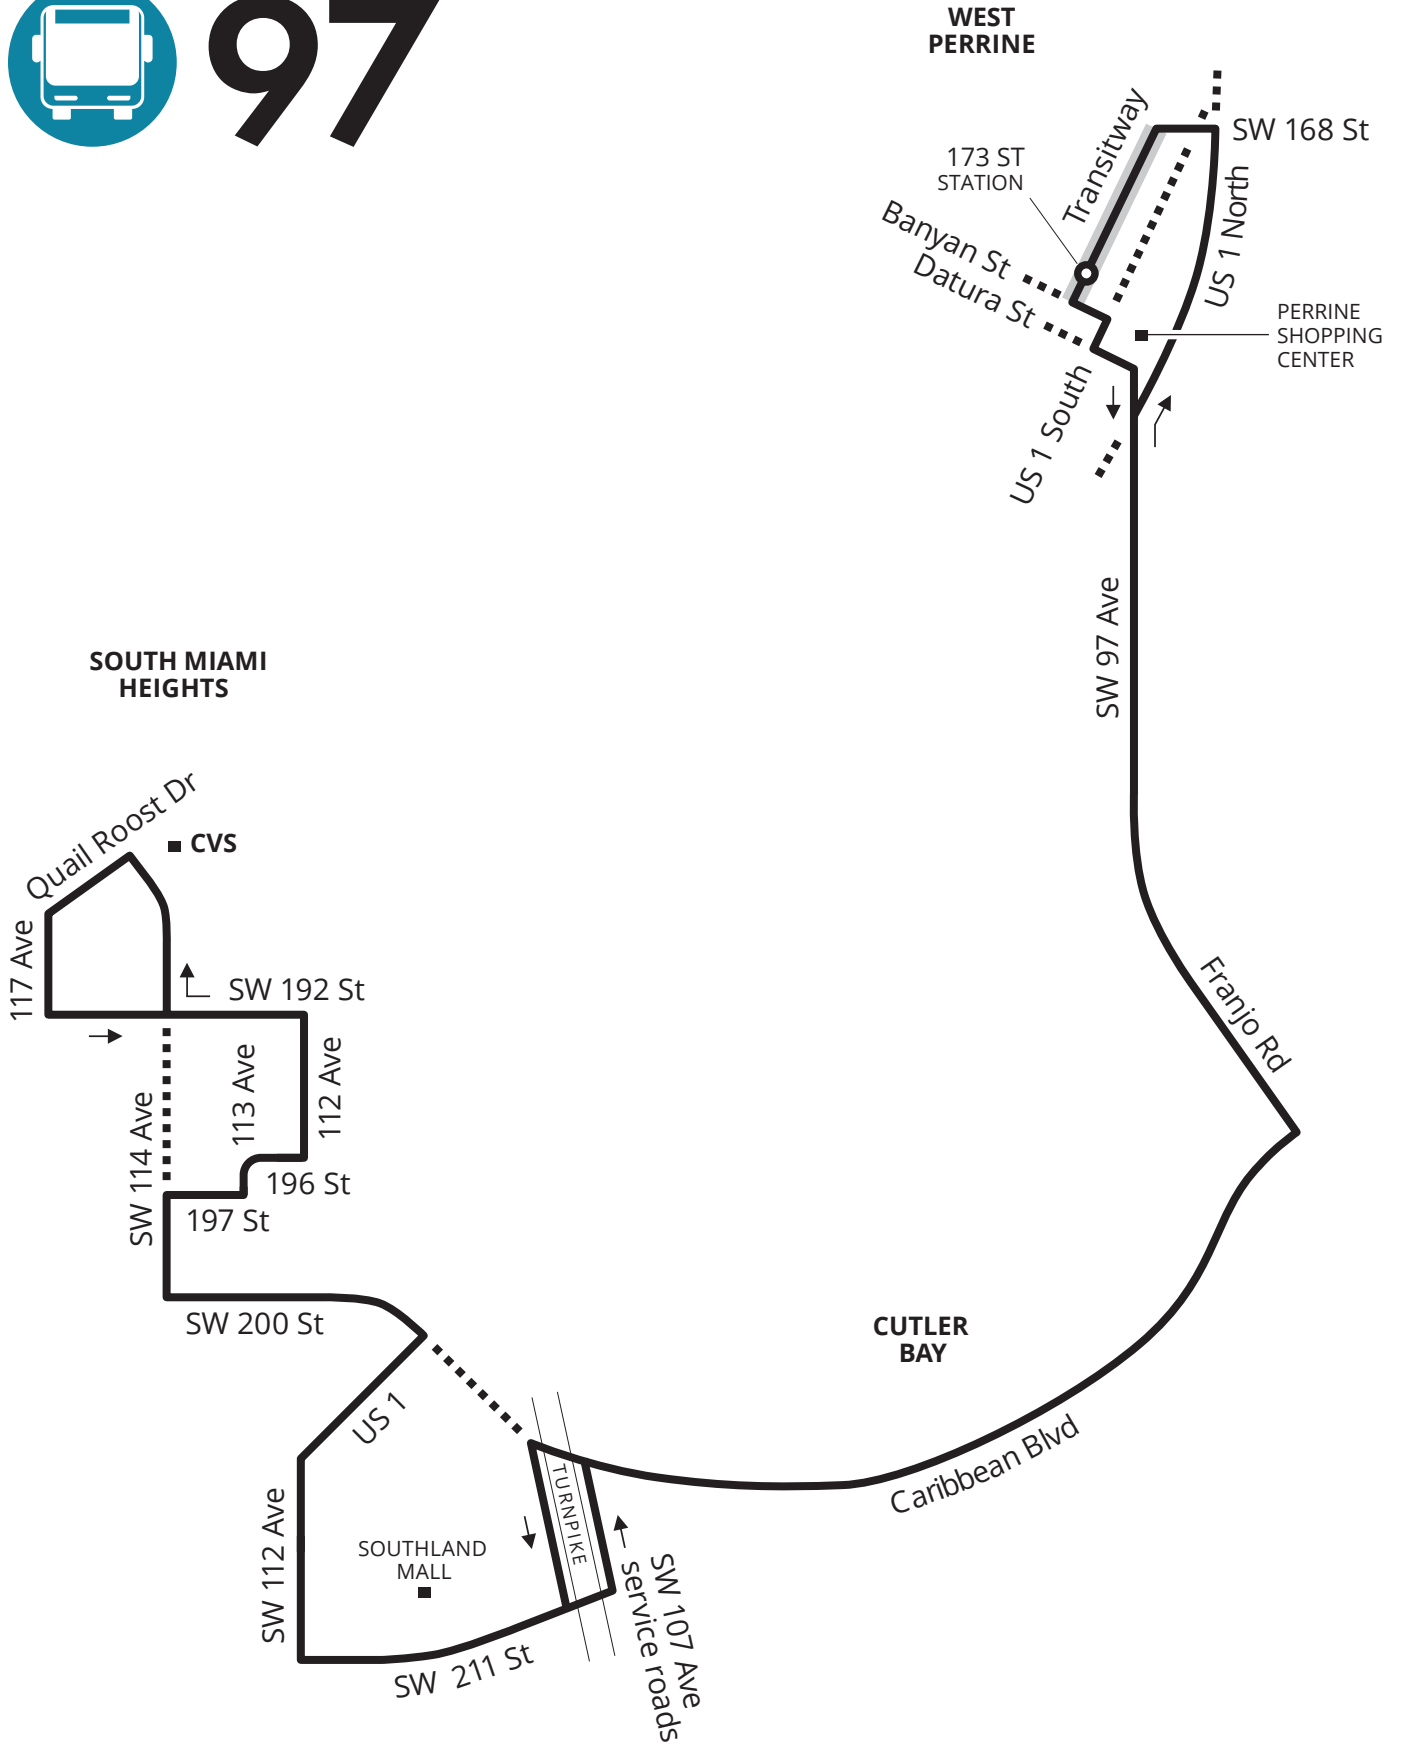 97
WEST
PERRINE
Transitway
SW 168 St
173 ST
STATION
US 1 North
Banyan St
Datura St
PERRINE
SHOPPING
CENTER
US 1 South
SW 97 Ave
SOUTH MIAMI
HEIGHTS
Quail Roost Dr
CVS
117 Ave
SW 192 St
Franjo Rd
113 Ave
112 Ave
SW 114 Ave
196 St
197 St
SW 200 St
CUTLER
BAY
US 1
Caribbean Blvd
TURNPIKE
SW 112 Ave
SOUTHLAND
MALL
SW 107 Ave
service roads
SW 211 St